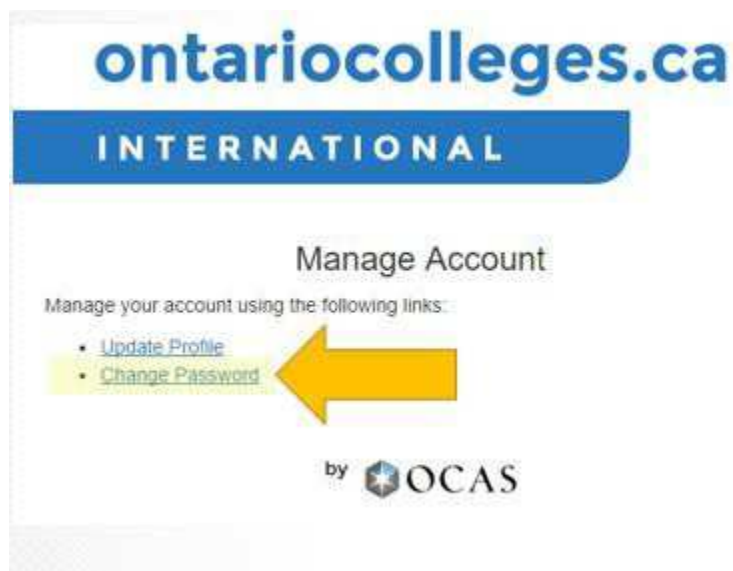 ontariocolleges.ca
INTERNATIONAL
Manage Account
Manage your account using the following links:
Update Profile
Change Password
by OCAS